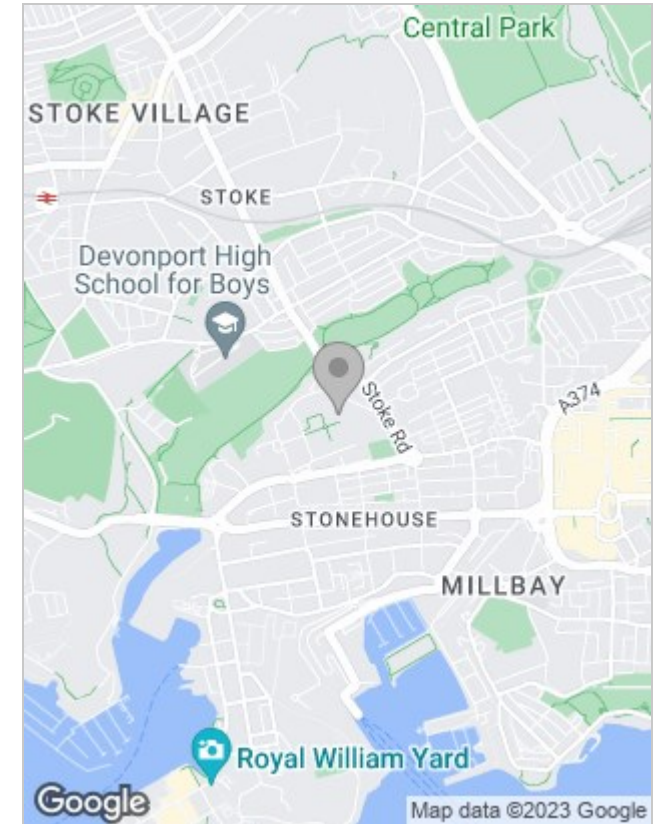 Central Park
STOKE VILLAGE
STOKE
Devonport High
School for Boys
Stoke Rd
A374
STONEHOUSE
MILLBAY
Royal William Yard
Google
Map data ©2023 Google